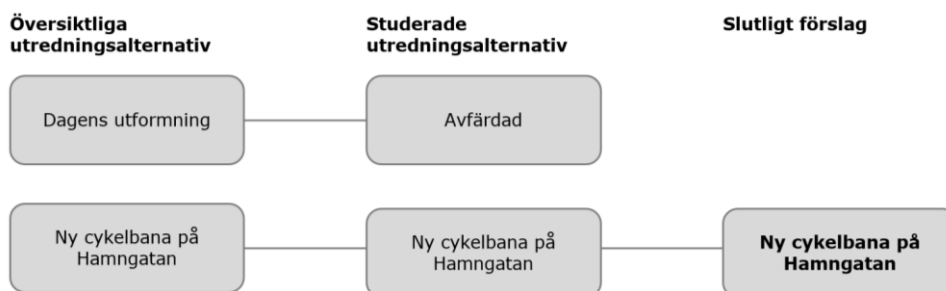 Översiktliga
utredningsalternativ
Studerade
utredningsalternativ
Slutligt förslag
Dagens utformning
Avfärdad
Ny cykelbana på
Hamngatan
Ny cykelbana på
Hamngatan
Ny cykelbana på
Hamngatan